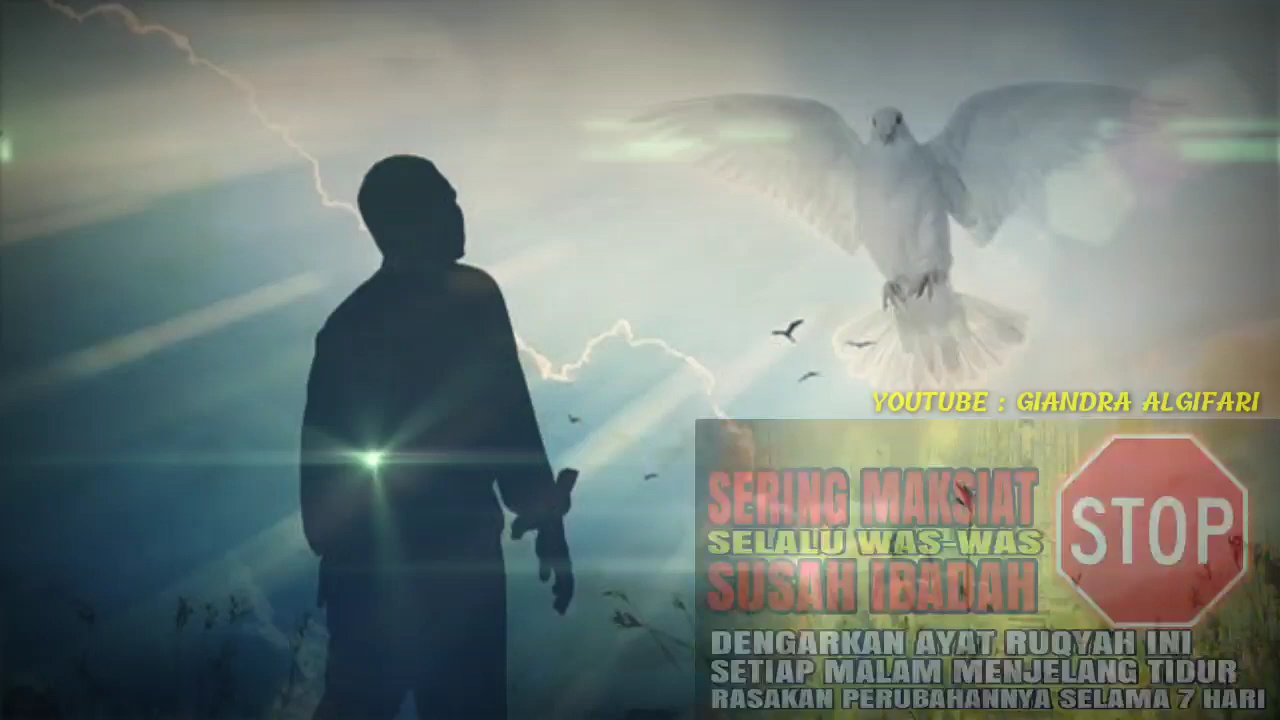 YOUTUBE : GIANDRA ALGIFARI
SERING MAKSIAT
SELALU WAS-WAS
SUSAH IBADAH
STOP
DENGARKAN AYAT RUQYAH INI
SETIAP MALAM MENJELANG TIDUR
RASAKAN PERUBAHANNYA SELAMA 7 HARI